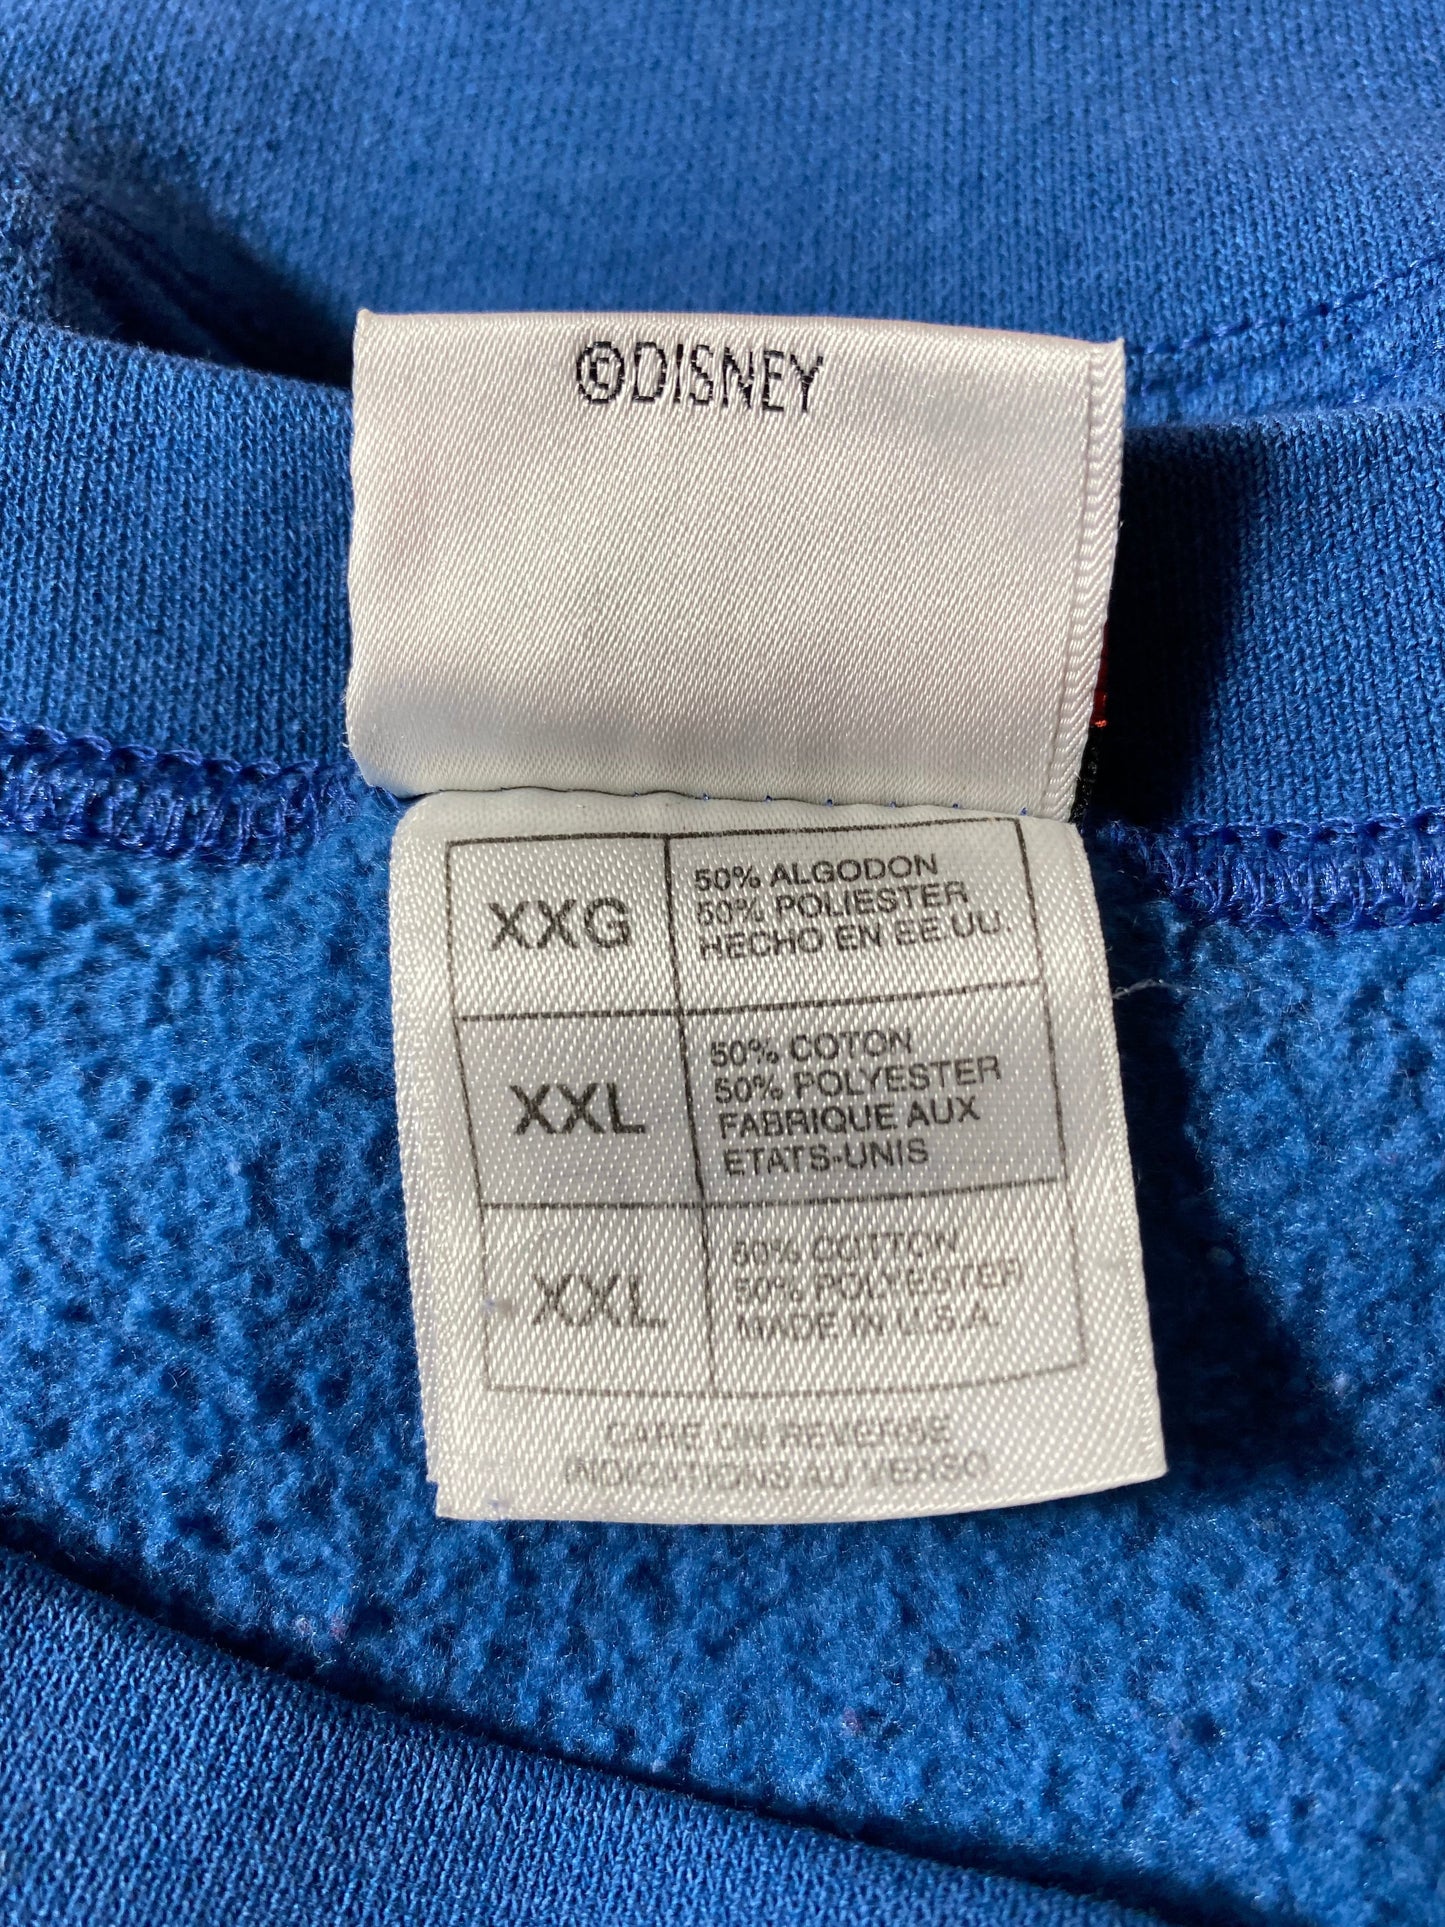 ©DISNEY
XXG
50% ALGODON
50% POLIESTER
HECHO EN EE.UU.
XXL
50% COTON
50% POLYESTER
FABRIQUE AUX
ETATS-UNIS
XXL
50% COTTON
50% POLYESTER
MADE IN U.S.A.
CARE ON REVERSE
INDICATIONS AU VERSO